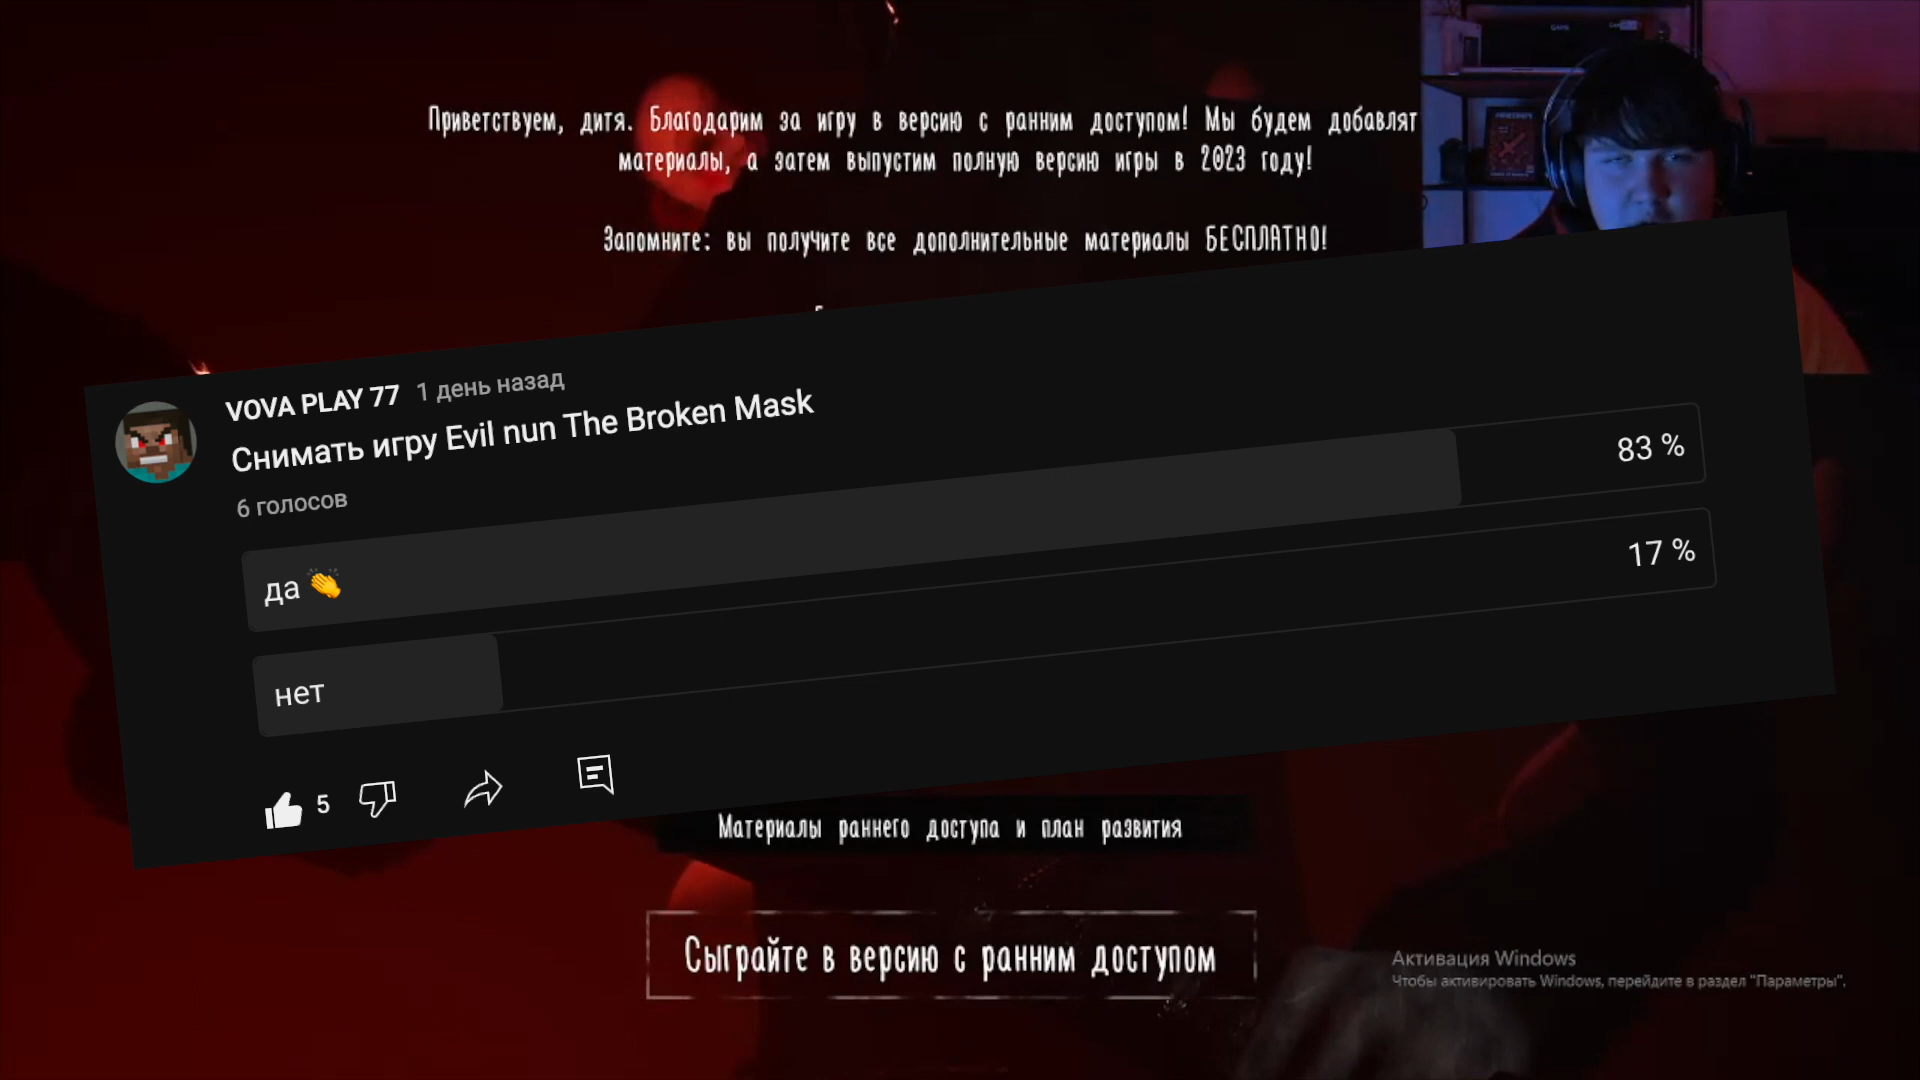 Приветствуем, дитя. Благодарим за игру в версию с ранним доступом! Мы будем добавлят
материалы, а затем выпустим полную версию игры в 2023 году!
Запомните: вы получите все дополнительные материалы БЕСПЛАТНО!
VOVA PLAY 77 1 день назад
Снимать игру Evil nun The Broken Mask
6 голосов
да 👏 83 %
нет 17 %
5
Материалы раннего доступа и план развития
Сыграйте в версию с ранним доступом
Активация Windows
Чтобы активировать Windows, перейдите в раздел "Параметры".